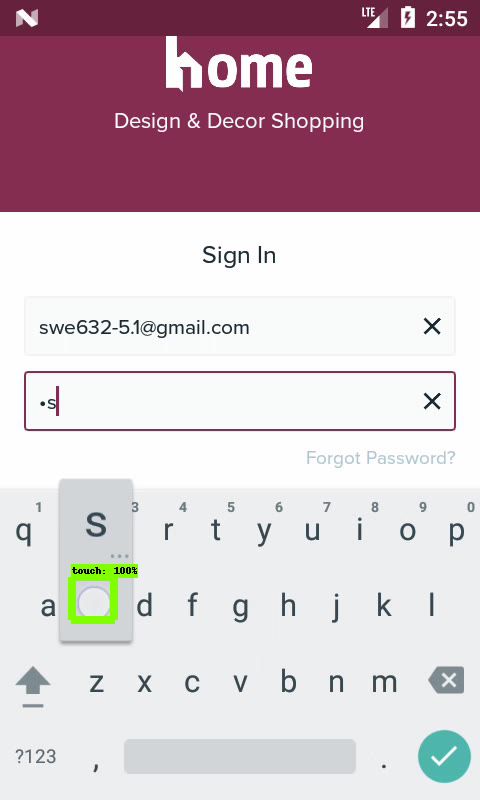 LTE 2:55
home
Design & Decor Shopping
Sign In
swe632-5.1@gmail.com
•s
Forgot Password?
1 3 4 5 6 7 8 9 0
q S r t y u i o p
touch: 100%
a d f g h j k l
z x c v b n m
?123 , .